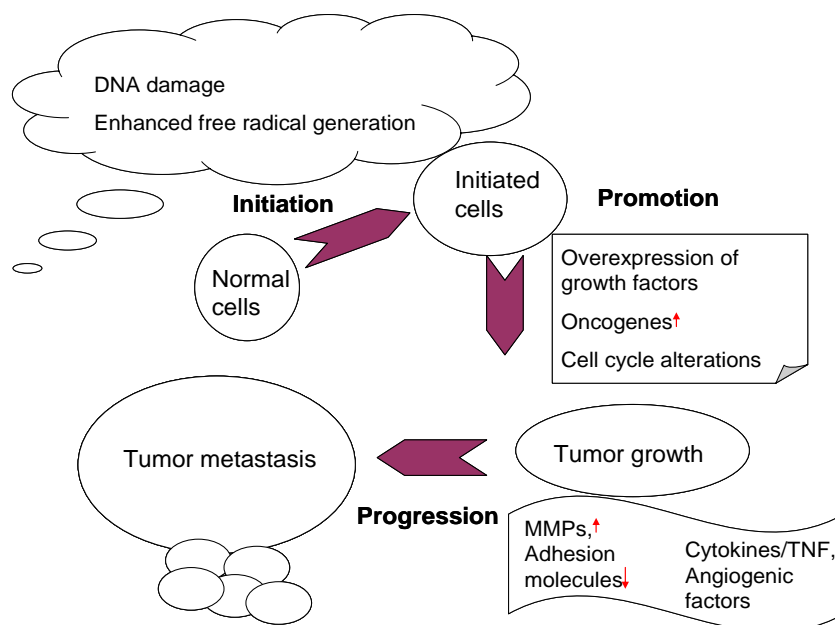 DNA damage
Enhanced free radical generation
Initiation
Initiated
cells
Promotion
Normal
cells
Overexpression of
growth factors
Oncogenes↑
Cell cycle alterations
Tumor metastasis
Tumor growth
Progression
MMPs,↑
Adhesion
molecules↓
Cytokines/TNF,
Angiogenic
factors